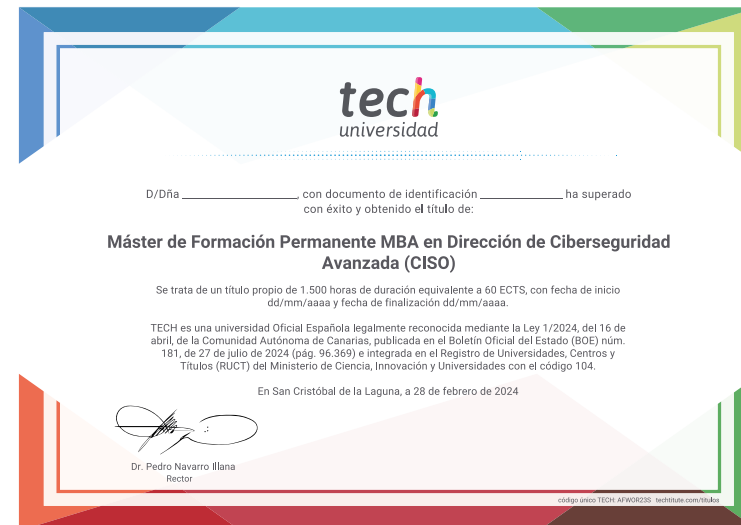 tech
universidad
D/Dña ____________, con documento de identificación ____________ ha superado
con éxito y obtenido el título de:
Máster de Formación Permanente MBA en Dirección de Ciberseguridad
Avanzada (CISO)
Se trata de un título propio de 1.500 horas de duración equivalente a 60 ECTS, con fecha de inicio
dd/mm/aaaa y fecha de finalización dd/mm/aaaa.
TECH es una universidad Oficial Española legalmente reconocida mediante la Ley 1/2024, del 16 de
abril, de la Comunidad Autónoma de Canarias, publicada en el Boletín Oficial del Estado (BOE) núm.
181, de 27 de julio de 2024 (pág. 96.369) e integrada en el Registro de Universidades, Centros y
Títulos (RUCT) del Ministerio de Ciencia, Innovación y Universidades con el código 104.
En San Cristóbal de la Laguna, a 28 de febrero de 2024
Dr. Pedro Navarro Illana
Rector
código único TECH: AFWOR23S techtitute.com/titulos